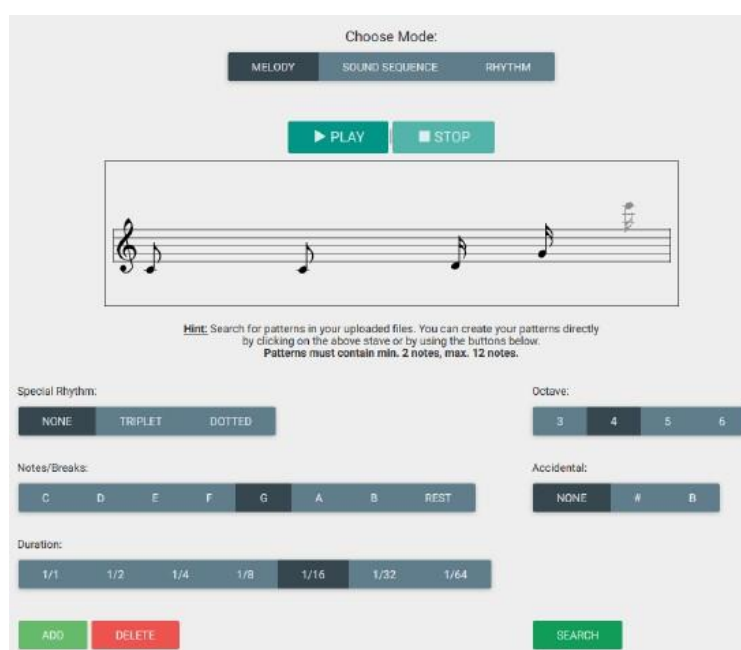 Choose Mode:
MELODY SOUND SEQUENCE RHYTHM
PLAY STOP
Hint: Search for patterns in your uploaded files. You can create your patterns directly
by clicking on the above stave or by using the buttons below.
Patterns must contain min. 2 notes, max. 12 notes.
Special Rhythm: Octave:
NONE TRIPLET DOTTED 3 4 5 6
Notes/Breaks: Accidental:
C D E F G A B REST NONE # B
Duration:
1/1 1/2 1/4 1/8 1/16 1/32 1/64
ADD DELETE SEARCH